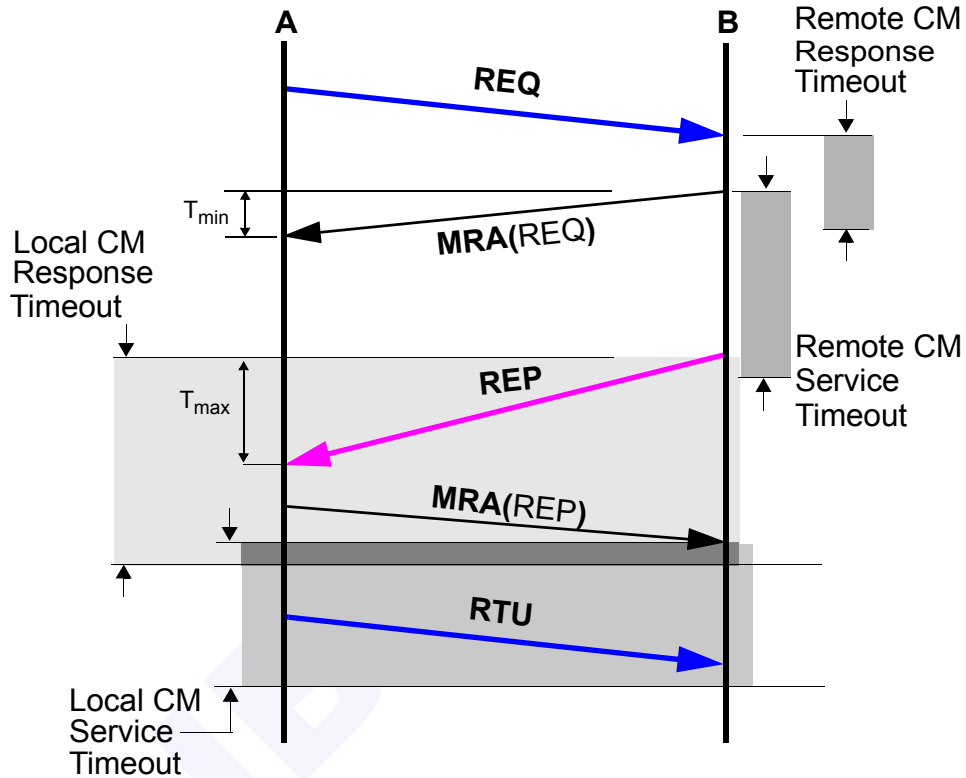 A
B
Remote CM
Response
Timeout
REQ
Tmin
MRA(REQ)
Local CM
Response
Timeout
REP
Remote CM
Service
Timeout
Tmax
MRA(REP)
RTU
Local CM
Service
Timeout